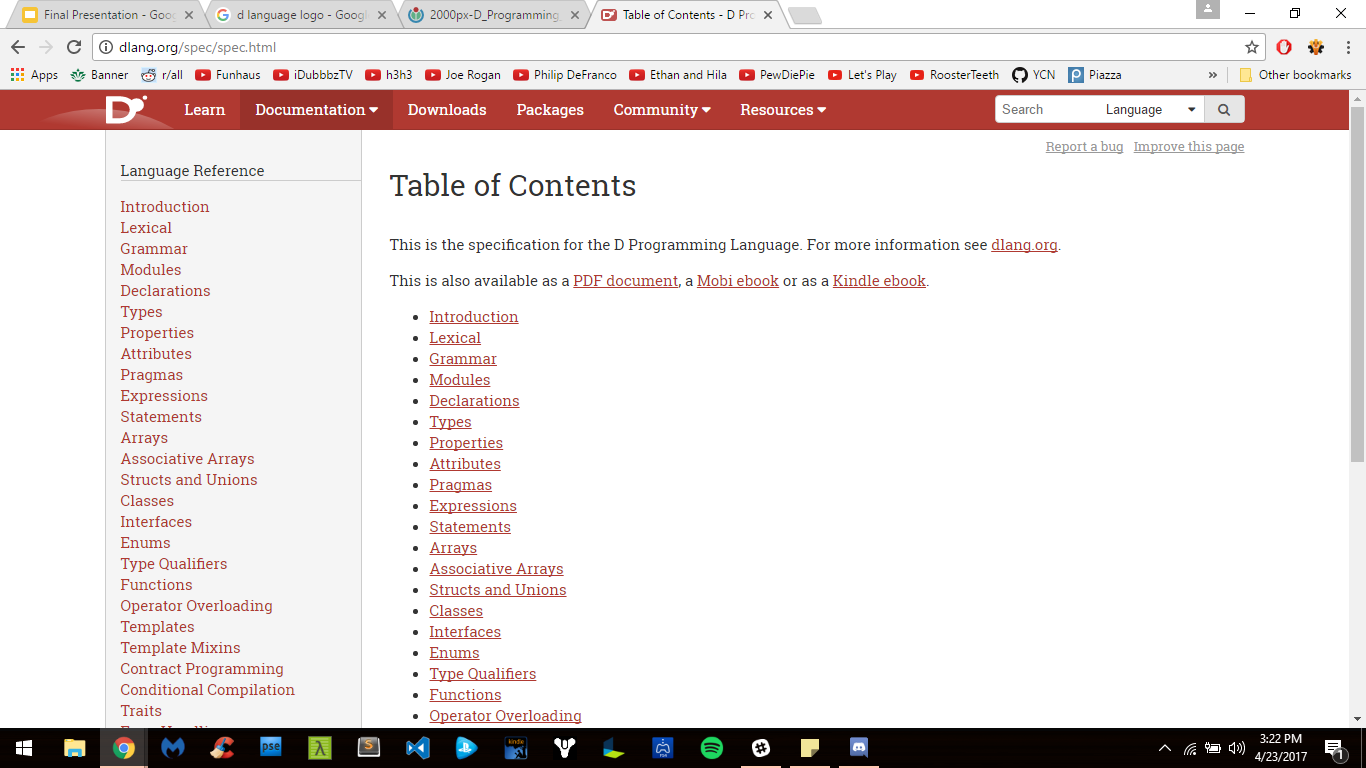 Final Presentation - Goo
d language logo - Googl
2000px-D_Programming_
Table of Contents - D Pro
dlang.org/spec/spec.html
Apps Banner r/all Funhaus iDubbbzTV h3h3 Joe Rogan Philip DeFranco Ethan and Hila PewDiePie Let's Play RoosterTeeth YCN Piazza » Other bookmarks
D Learn Documentation Downloads Packages Community Resources Search Language
Report a bug Improve this page
Language Reference
Introduction
Lexical
Grammar
Modules
Declarations
Types
Properties
Attributes
Pragmas
Expressions
Statements
Arrays
Associative Arrays
Structs and Unions
Classes
Interfaces
Enums
Type Qualifiers
Functions
Operator Overloading
Templates
Template Mixins
Contract Programming
Conditional Compilation
Traits
Table of Contents
This is the specification for the D Programming Language. For more information see dlang.org.
This is also available as a PDF document, a Mobi ebook or as a Kindle ebook.
Introduction
Lexical
Grammar
Modules
Declarations
Types
Properties
Attributes
Pragmas
Expressions
Statements
Arrays
Associative Arrays
Structs and Unions
Classes
Interfaces
Enums
Type Qualifiers
Functions
Operator Overloading
pse
kindle
3:22 PM
4/23/2017
1